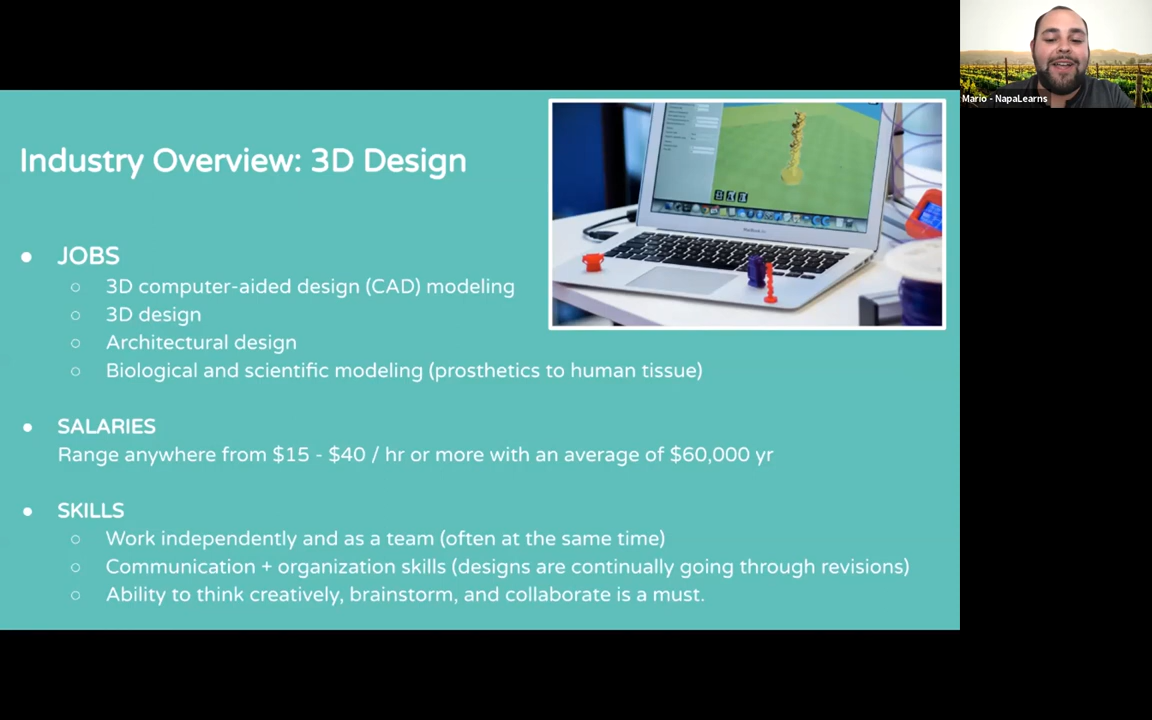 Mario - NapaLearns
Industry Overview: 3D Design
● JOBS
○ 3D computer-aided design (CAD) modeling
○ 3D design
○ Architectural design
○ Biological and scientific modeling (prosthetics to human tissue)
● SALARIES
Range anywhere from $15 - $40 / hr or more with an average of $60,000 yr
● SKILLS
○ Work independently and as a team (often at the same time)
○ Communication + organization skills (designs are continually going through revisions)
○ Ability to think creatively, brainstorm, and collaborate is a must.